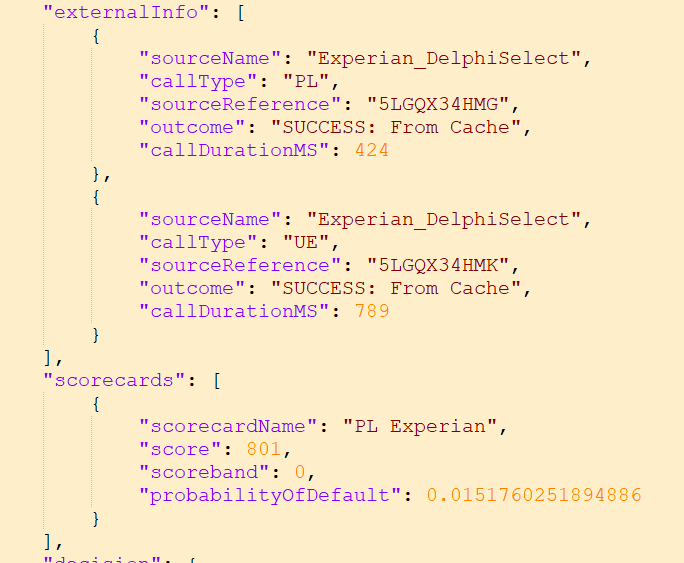 "externalInfo": [
{
"sourceName": "Experian_DelphiSelect",
"callType": "PL",
"sourceReference": "5LGQX34HMG",
"outcome": "SUCCESS: From Cache",
"callDurationMS": 424
},
{
"sourceName": "Experian_DelphiSelect",
"callType": "UE",
"sourceReference": "5LGQX34HMK",
"outcome": "SUCCESS: From Cache",
"callDurationMS": 789
}
],
"scorecards": [
{
"scorecardName": "PL Experian",
"score": 801,
"scoreband": 0,
"probabilityOfDefault": 0.0151760251894886
}
],
"decision": {